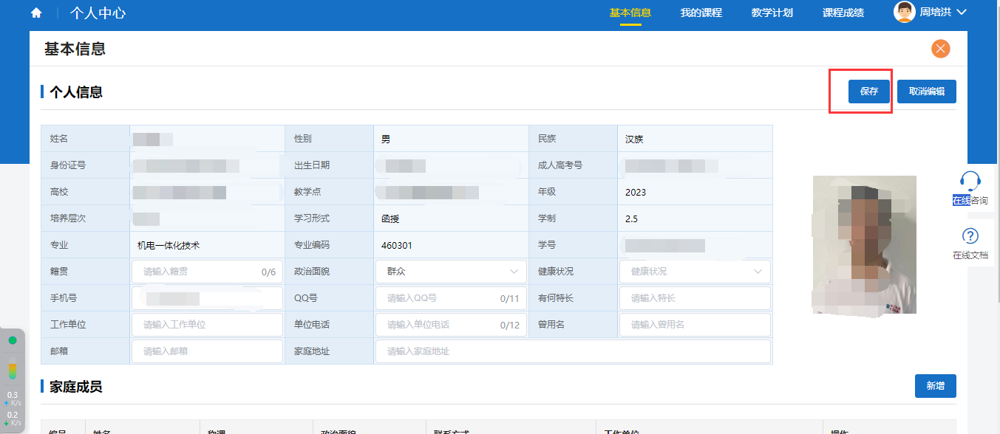 个人中心 基本信息 我的课程 教学计划 课程成绩 周培洪
基本信息
个人信息 保存 取消编辑
姓名 性别 男 民族 汉族
身份证号 出生日期 成人高考号
高校 教学点 年级 2023
培养层次 学习形式 函授 学制 2.5
专业 机电一体化技术 专业编码 460301 学号
籍贯 请输入籍贯 0/6 政治面貌 群众 健康状况 健康状况
手机号 QQ号 请输入QQ号 0/11 有何特长 请输入特长
工作单位 请输入工作单位 单位电话 请输入单位电话 0/12 曾用名 请输入曾用名
邮箱 请输入邮箱 家庭地址 请输入家庭地址
在线咨询
在线文档
家庭成员 新增
编号 姓名 称谓 政治面貌 联系方式 工作单位 操作
0.3
K/s
0.2
K/s